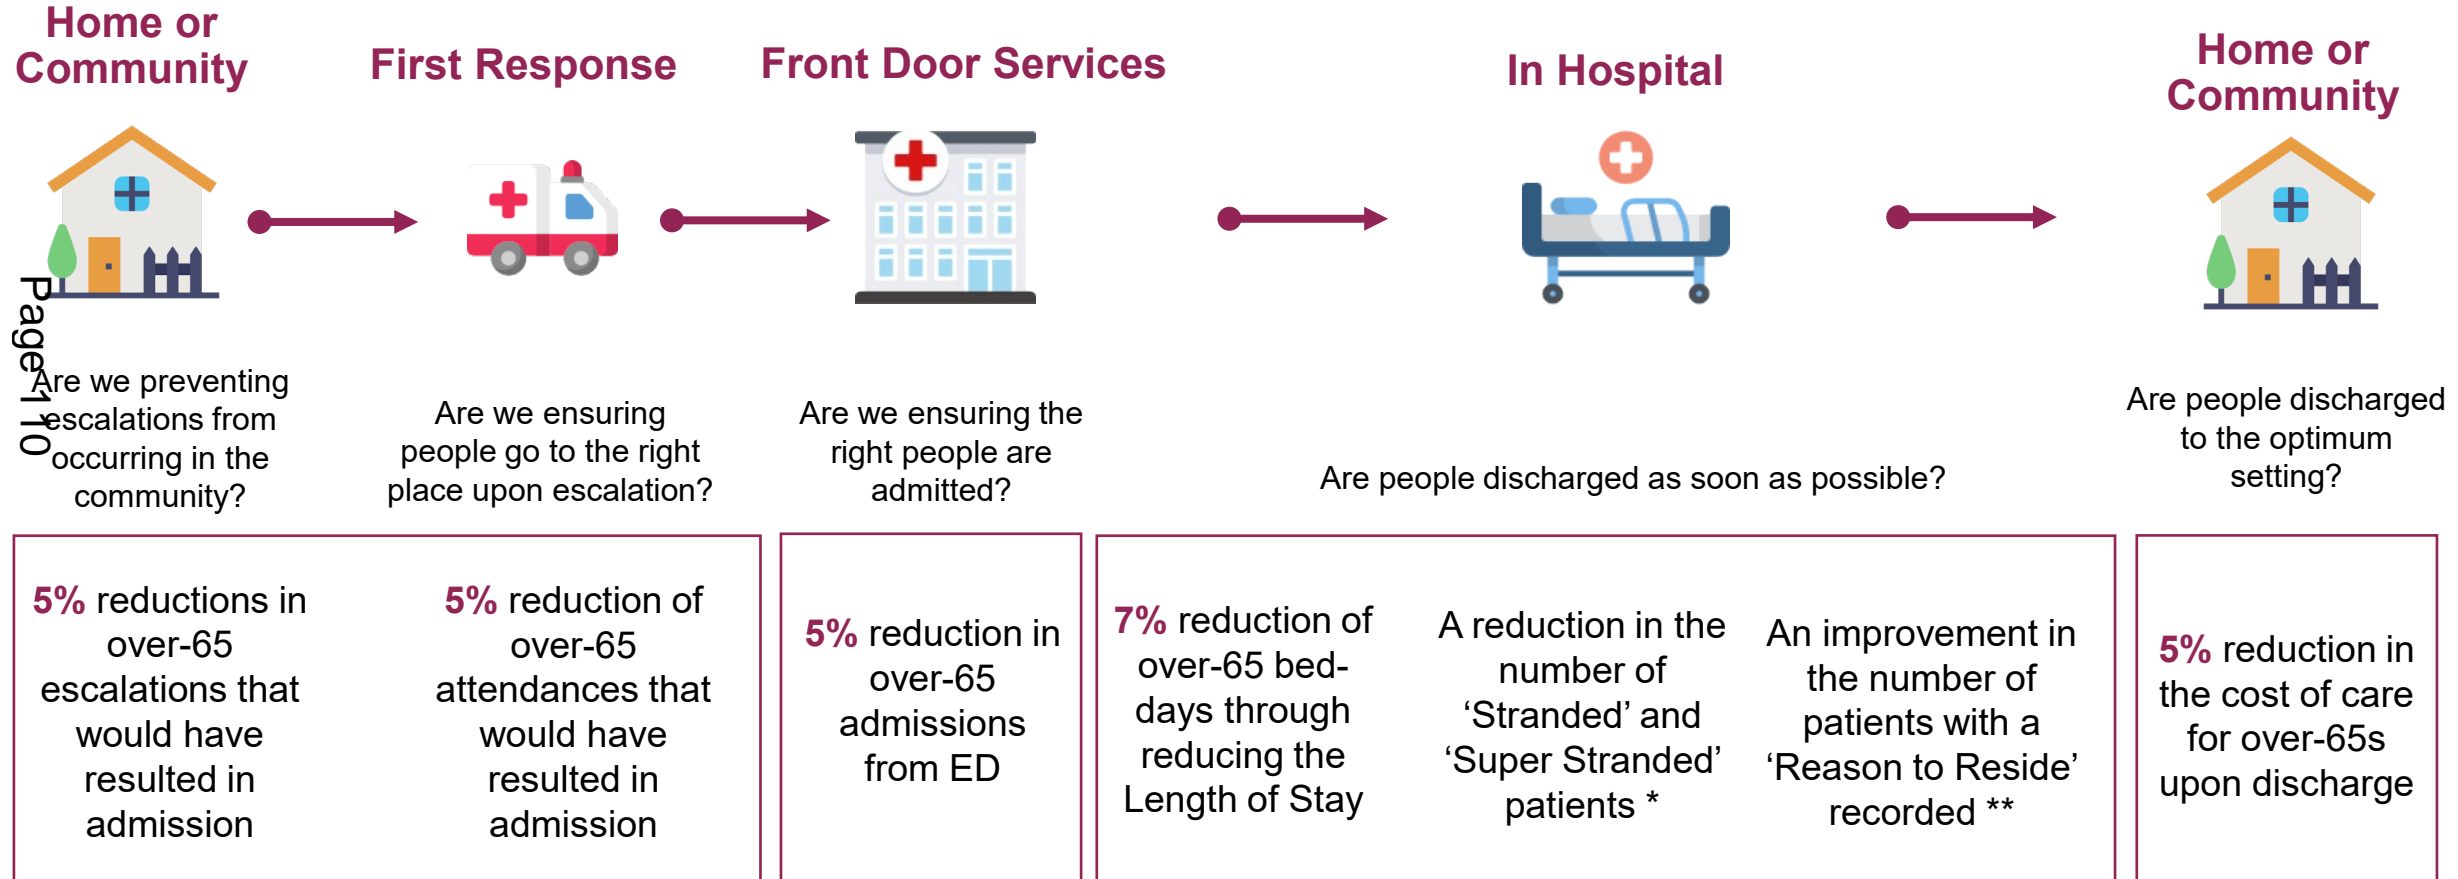 Home or
Community
First Response
Front Door Services
In Hospital
Home or
Community
Page 110
Are we preventing
escalations from
occurring in the
community?
Are we ensuring
people go to the right
place upon escalation?
Are we ensuring the
right people are
admitted?
Are people discharged as soon as possible?
Are people discharged
to the optimum
setting?
5% reductions in
over-65
escalations that
would have
resulted in
admission
5% reduction of
over-65
attendances that
would have
resulted in
admission
5% reduction in
over-65
admissions
from ED
7% reduction of
over-65 bed-
days through
reducing the
Length of Stay
A reduction in the
number of
‘Stranded’ and
‘Super Stranded’
patients *
An improvement in
the number of
patients with a
‘Reason to Reside’
recorded **
5% reduction in
the cost of care
for over-65s
upon discharge